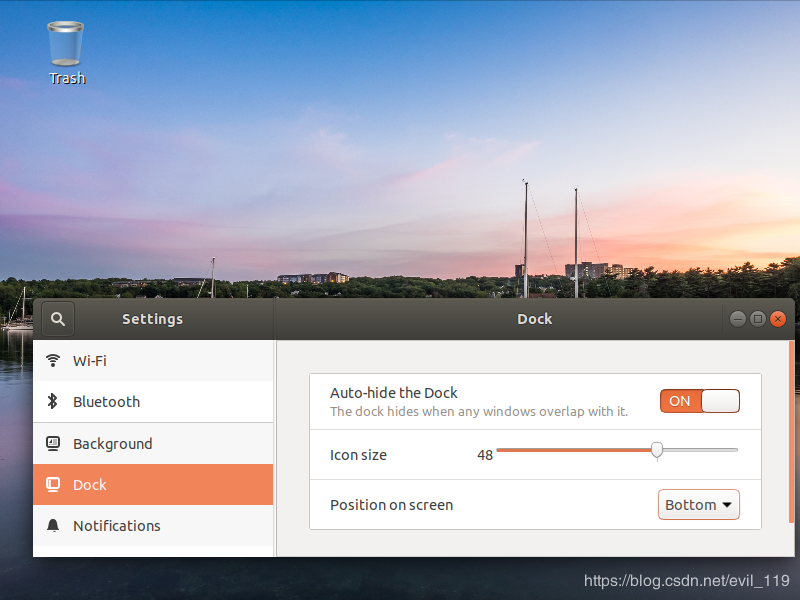 Trash
Settings
Dock
Wi-Fi
Bluetooth
Background
Dock
Notifications
Auto-hide the Dock
ON
The dock hides when any windows overlap with it.
Icon size 48
Position on screen Bottom
https://blog.csdn.net/evil_119